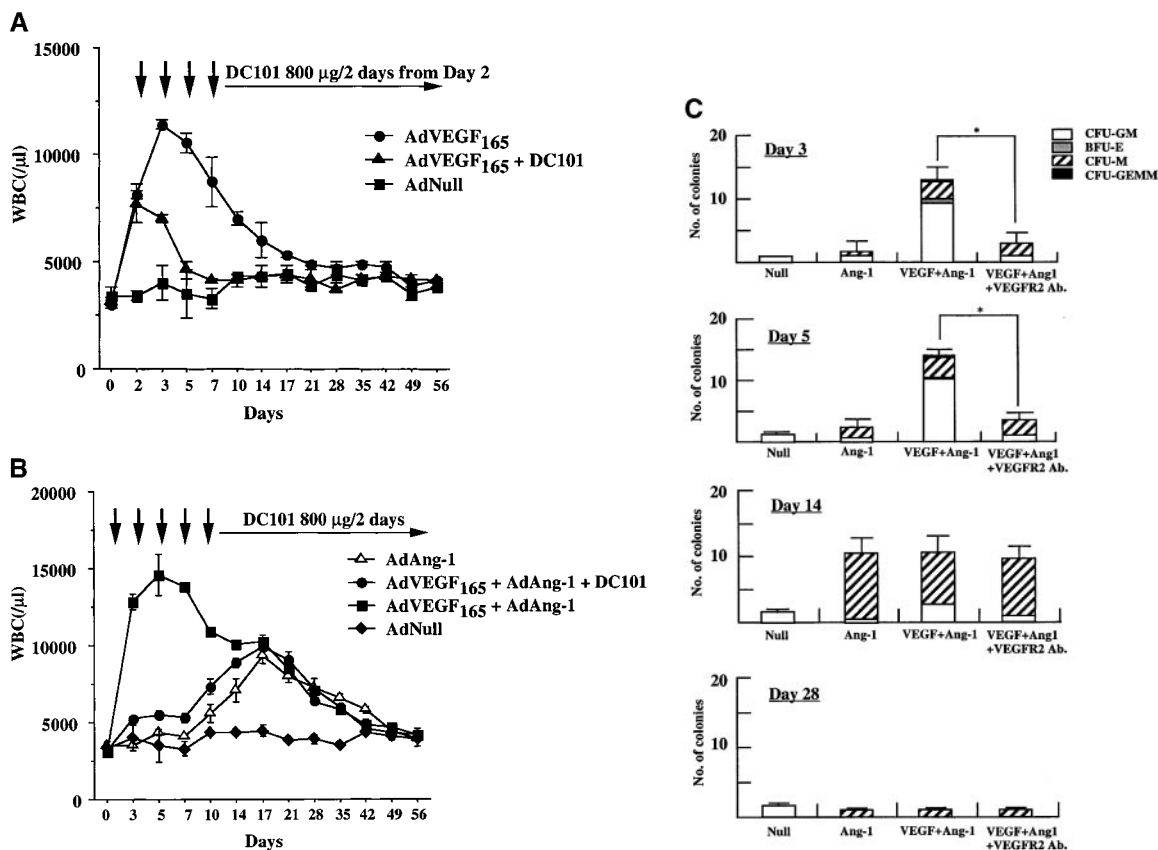 A
15000
10000
5000
0
WBC(/μl)
DC101 800 μg/2 days from Day 2
AdVEGF165
AdVEGF165 + DC101
AdNull
0 2 3 5 7 10 14 17 21 28 35 42 49 56
Days
B
20000
15000
10000
5000
0
WBC(/μl)
DC101 800 μg/2 days
AdAng-1
AdVEGF165 + AdAng-1 + DC101
AdVEGF165 + AdAng-1
AdNull
0 3 5 7 10 14 17 21 28 35 42 49 56
Days
C
CFU-GM
BFU-E
CFU-M
CFU-GEMM
Day 3
20
10
No. of colonies
*
Null Ang-1 VEGF+Ang-1 VEGF+Ang1
+VEGFR2 Ab.
Day 5
20
10
No. of colonies
*
Null Ang-1 VEGF+Ang-1 VEGF+Ang1
+VEGFR2 Ab.
Day 14
20
10
No. of colonies
Null Ang-1 VEGF+Ang-1 VEGF+Ang1
+VEGFR2 Ab.
Day 28
20
10
No. of colonies
Null Ang-1 VEGF+Ang-1 VEGF+Ang1
+VEGFR2 Ab.